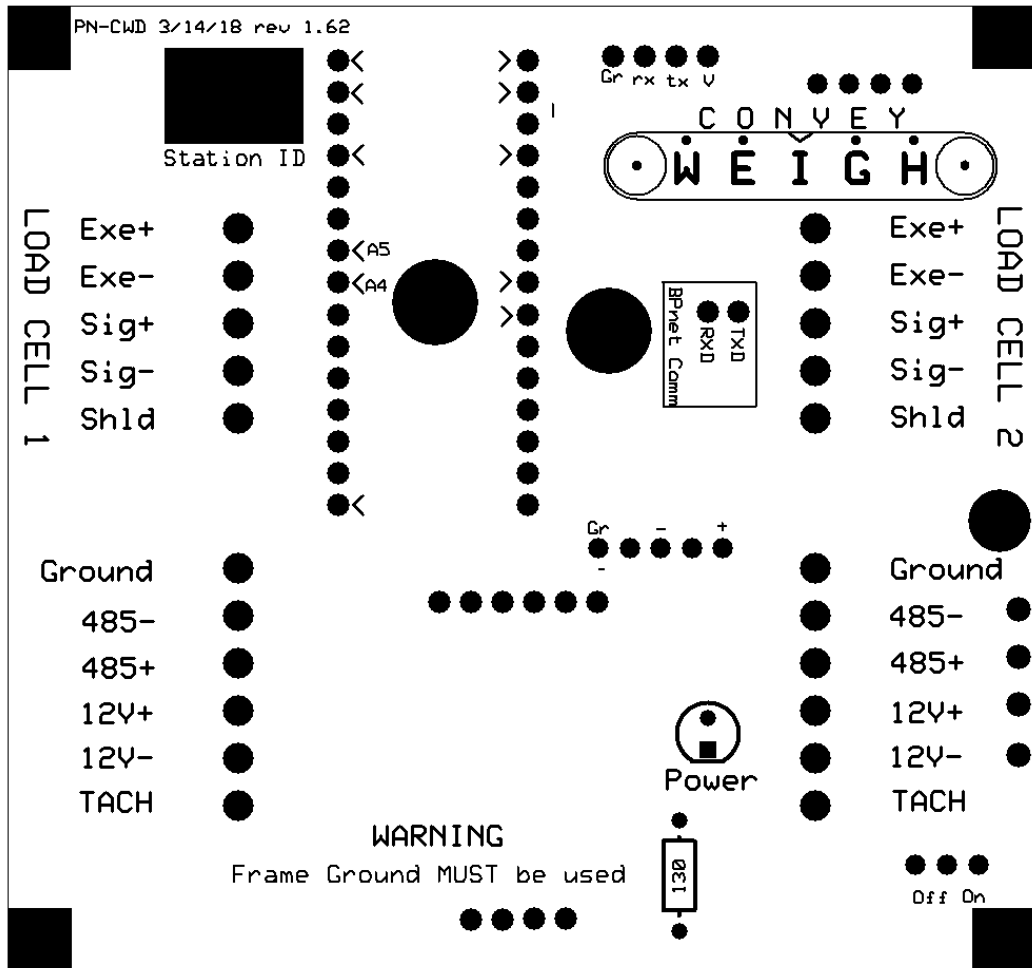 PN-CWD 3/14/18 rev 1.62
Station ID
Gr rx tx V
CONVEY
WEIGH
LOAD CELL 1
Exe+
Exe-
Sig+
Sig-
Shld
A5
A4
BPnet Comm
RXD
TXD
Exe+
Exe-
Sig+
Sig-
Shld
LOAD CELL 2
Gr - +
-
Ground
485-
485+
12V+
12V-
TACH
Ground
485-
485+
12V+
12V-
TACH
Power
130
WARNING
Frame Ground MUST be used
Off On